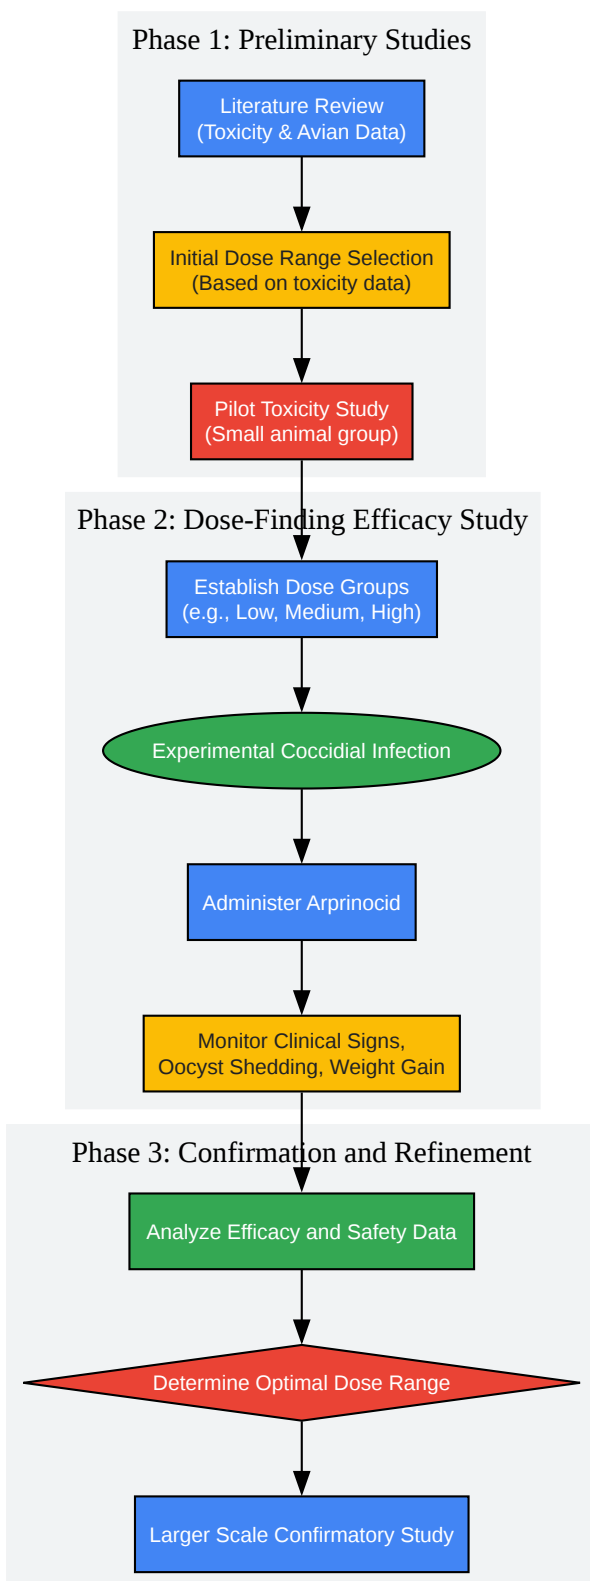 Phase 1: Preliminary Studies
Literature Review
(Toxicity & Avian Data)
Initial Dose Range Selection
(Based on toxicity data)
Pilot Toxicity Study
(Small animal group)
Phase 2: Dose-Finding Efficacy Study
Establish Dose Groups
(e.g., Low, Medium, High)
Experimental Coccidial Infection
Administer Arprinocid
Monitor Clinical Signs,
Oocyst Shedding, Weight Gain
Phase 3: Confirmation and Refinement
Analyze Efficacy and Safety Data
Determine Optimal Dose Range
Larger Scale Confirmatory Study